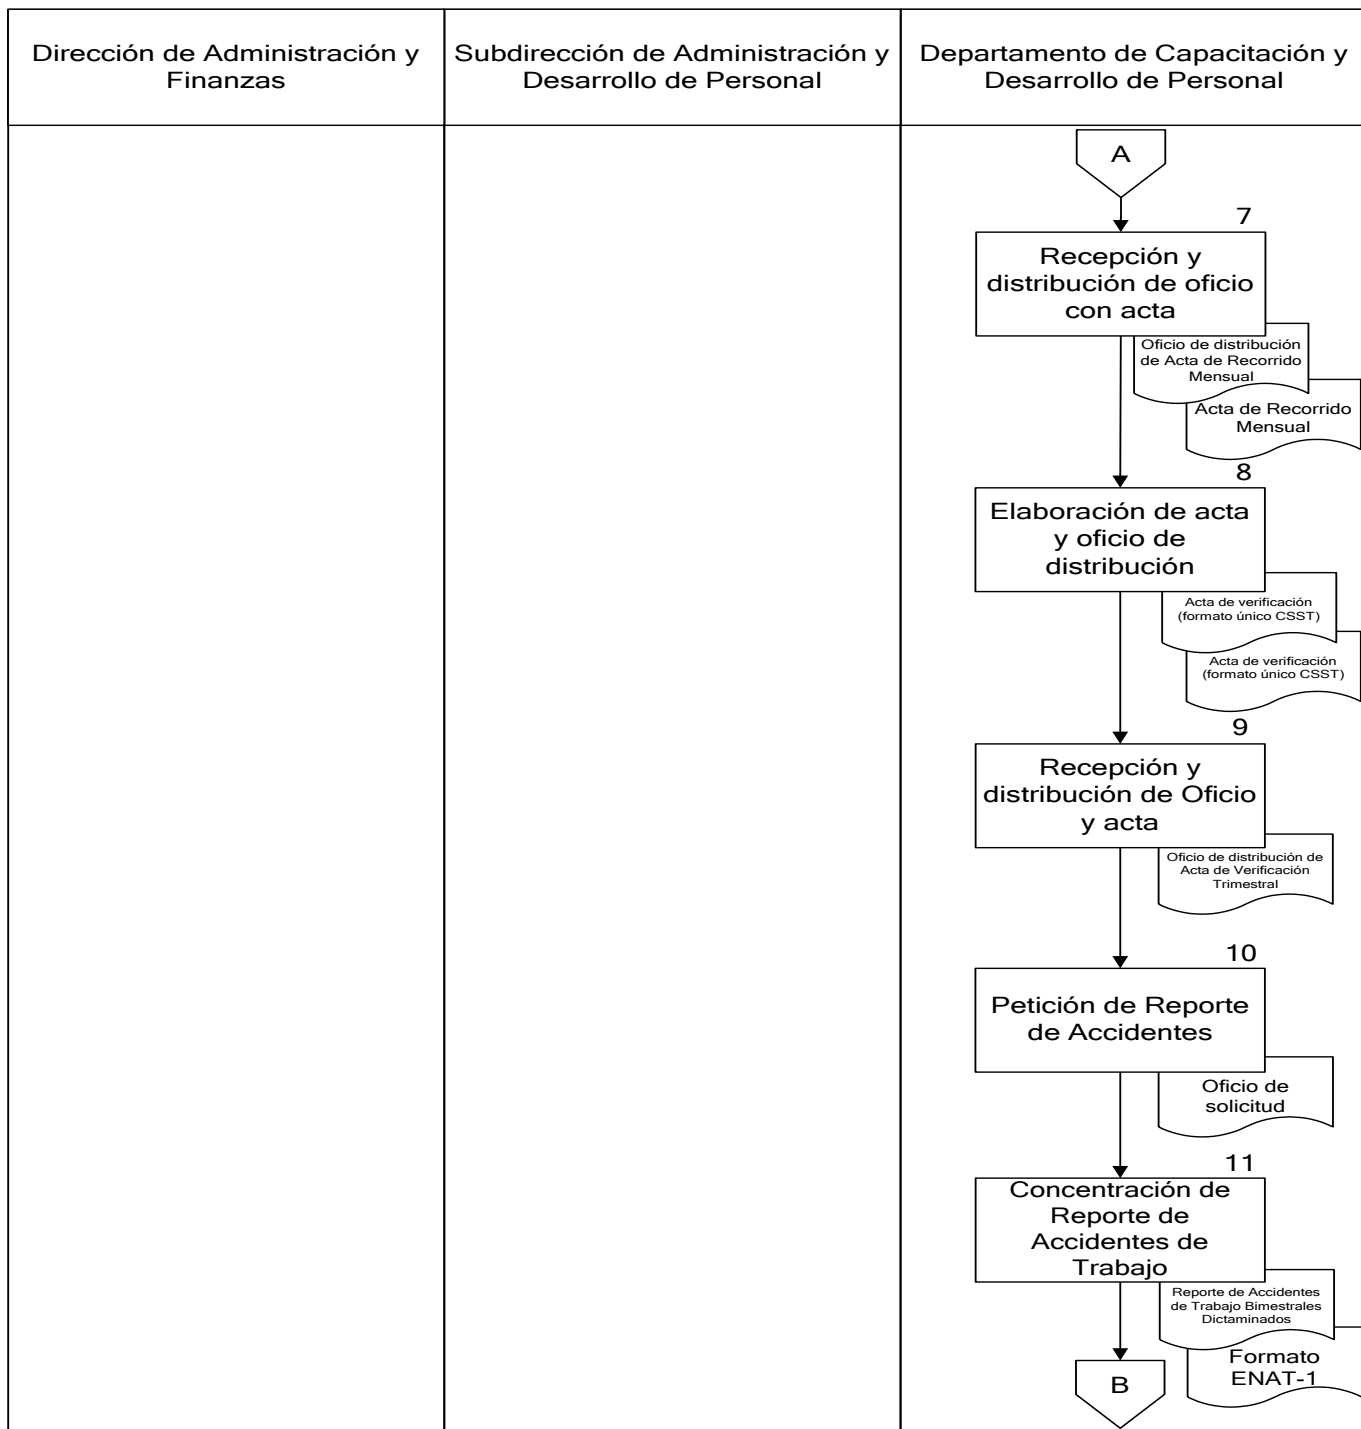 Dirección de Administración y
Finanzas
Subdirección de Administración y
Desarrollo de Personal
Departamento de Capacitación y
Desarrollo de Personal
A
7
Recepción y
distribución de oficio
con acta
Oficio de distribución
de Acta de Recorrido
Mensual
Acta de Recorrido
Mensual
8
Elaboración de acta
y oficio de
distribución
Acta de verificación
(formato único CSST)
Acta de verificación
(formato único CSST)
9
Recepción y
distribución de Oficio
y acta
Oficio de distribución de
Acta de Verificación
Trimestral
10
Petición de Reporte
de Accidentes
Oficio de
solicitud
11
Concentración de
Reporte de
Accidentes de
Trabajo
Reporte de Accidentes
de Trabajo Bimestrales
Dictaminados
Formato
ENAT-1
B